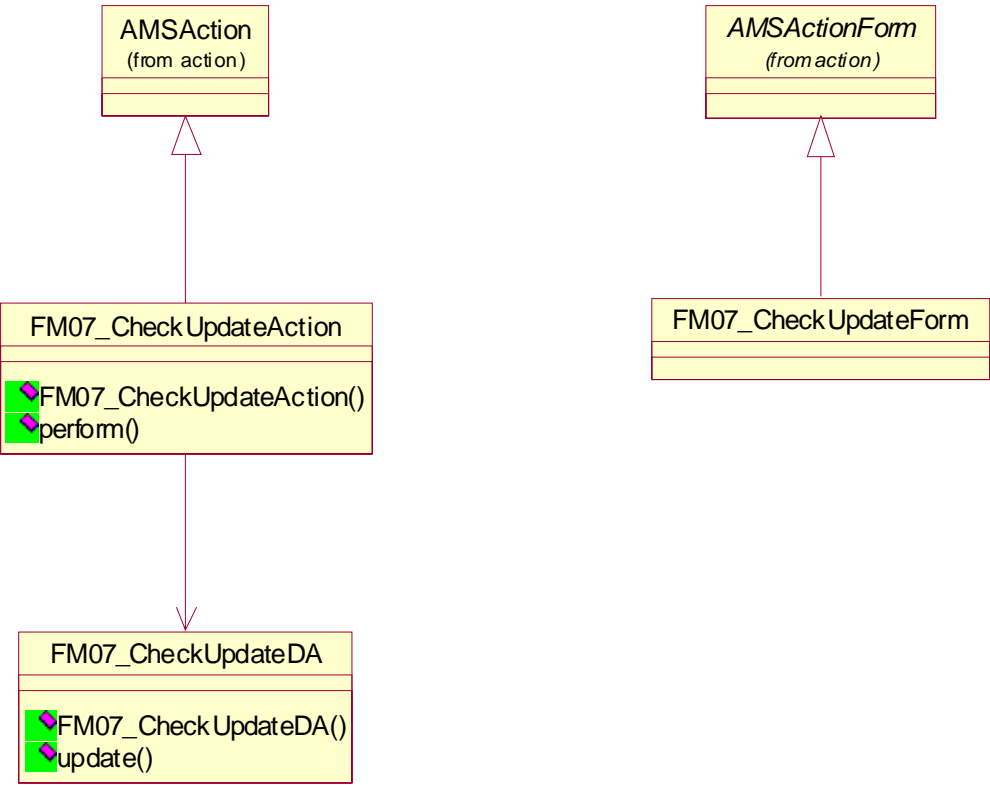 AMSAction
(from action)
AMSActionForm
(from action)
FM07_CheckUpdateAction
FM07_CheckUpdateAction()
perform()
FM07_CheckUpdateForm
FM07_CheckUpdateDA
FM07_CheckUpdateDA()
update()